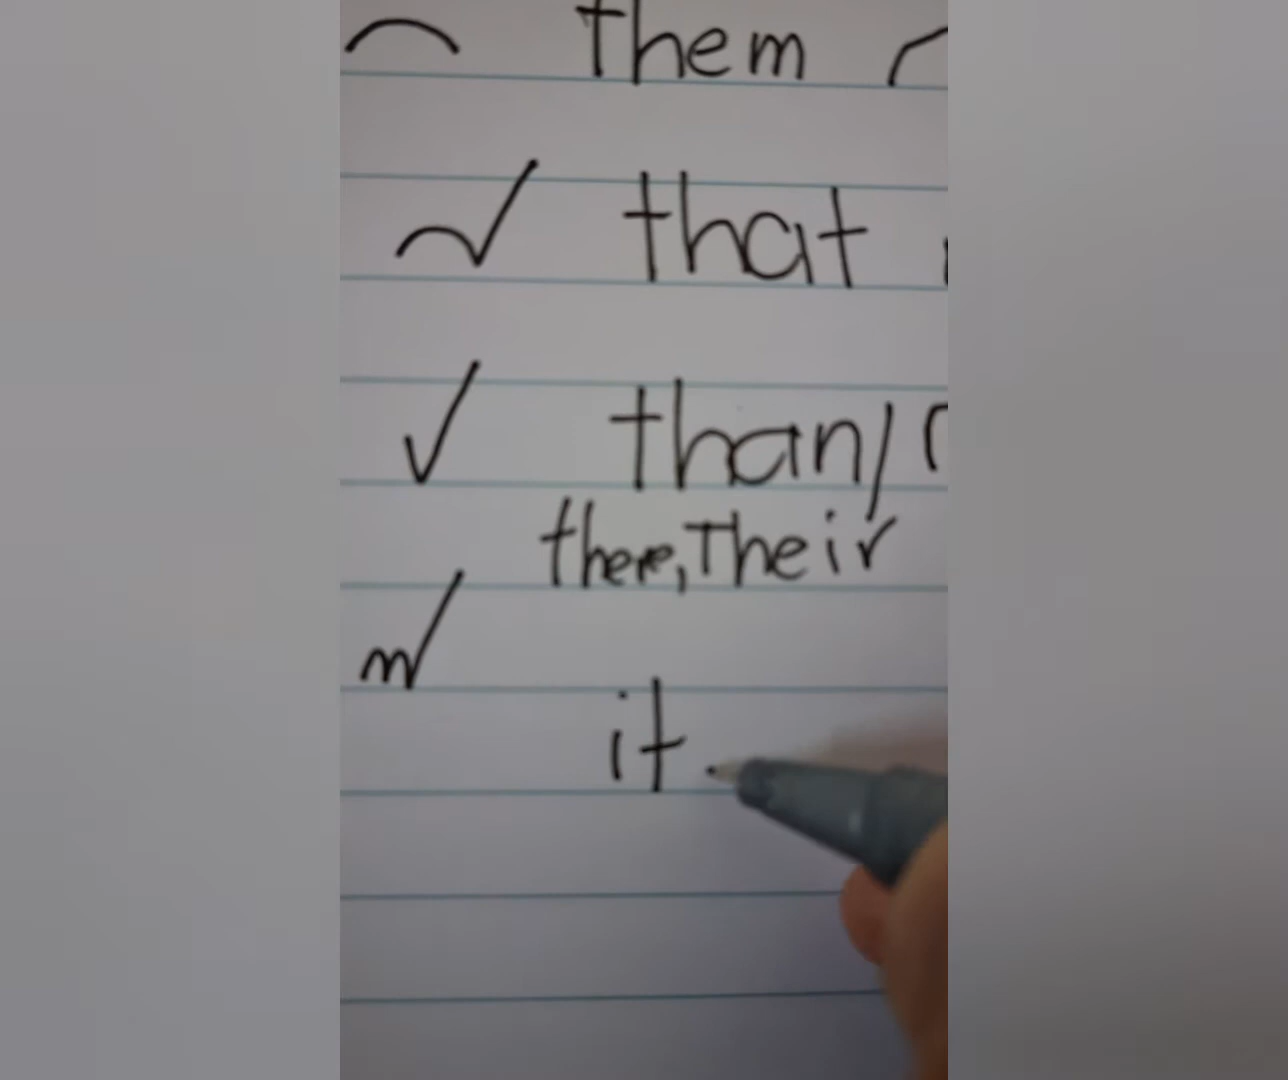 them
that
than/
there, Their
it.